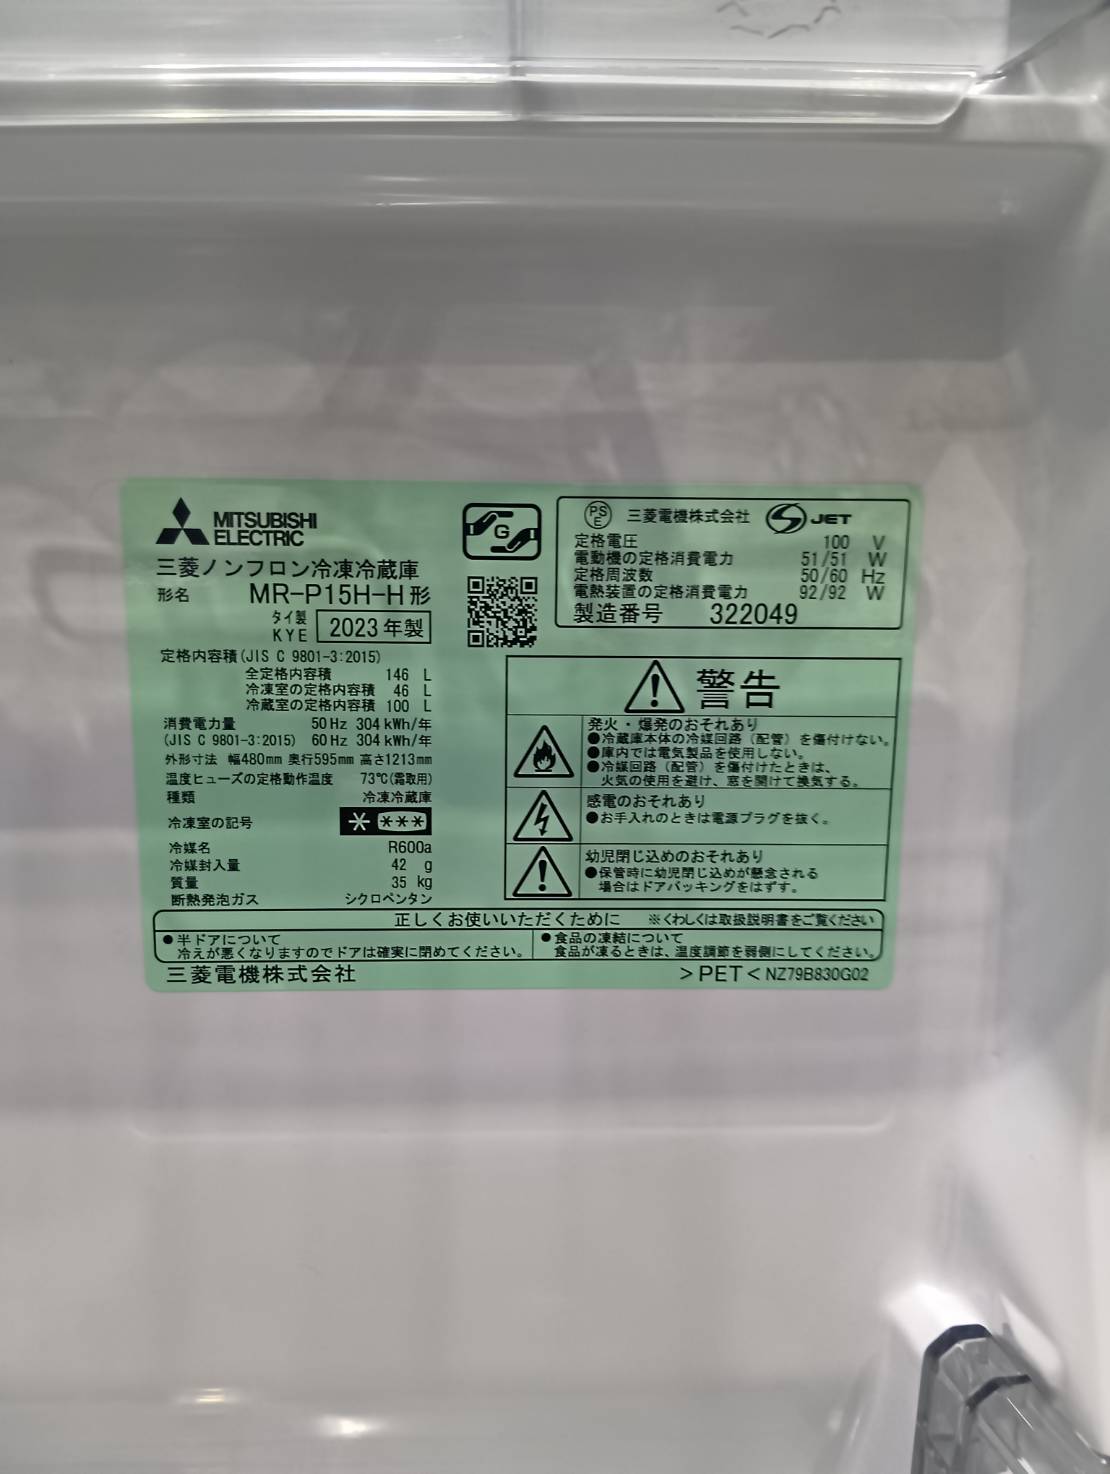 MITSUBISHI
ELECTRIC
三菱ノンフロン冷凍冷蔵庫
形名 MR-P15H-H形
タイ製
KYE 2023年製
定格内容積(JIS C 9801-3:2015)
全定格内容積 146 L
冷凍室の定格内容積 46 L
冷蔵室の定格内容積 100 L
消費電力量 50Hz 304kWh/年
(JIS C 9801-3:2015) 60Hz 304kWh/年
外形寸法 幅480mm 奥行595mm 高さ1213mm
温度ヒューズの定格動作温度 73℃(霜取用)
種類 冷凍冷蔵庫
冷凍室の記号 * ***
冷媒名 R600a
冷媒封入量 42 g
質量 35 kg
断熱発泡ガス シクロペンタン
G
PS
E
三菱電機株式会社 JET
定格電圧 100 V
電動機の定格消費電力 51/51 W
定格周波数 50/60 Hz
電熱装置の定格消費電力 92/92 W
製造番号 322049
警告
発火・爆発のおそれあり
●冷蔵庫本体の冷媒回路(配管)を傷付けない。
●庫内では電気製品を使用しない。
●冷媒回路(配管)を傷付けたときは、
火気の使用を避け、窓を開けて換気する。
感電のおそれあり
●お手入れのときは電源プラグを抜く。
幼児閉じ込めのおそれあり
●保管時に幼児閉じ込めが懸念される
場合はドアパッキングをはずす。
正しくお使いいただくために ※くわしくは取扱説明書をご覧ください
●半ドアについて
冷えが悪くなりますのでドアは確実に閉めてください。
●食品の凍結について
食品が凍るときは、温度調節を弱側にしてください。
三菱電機株式会社
>PET< NZ79B830G02